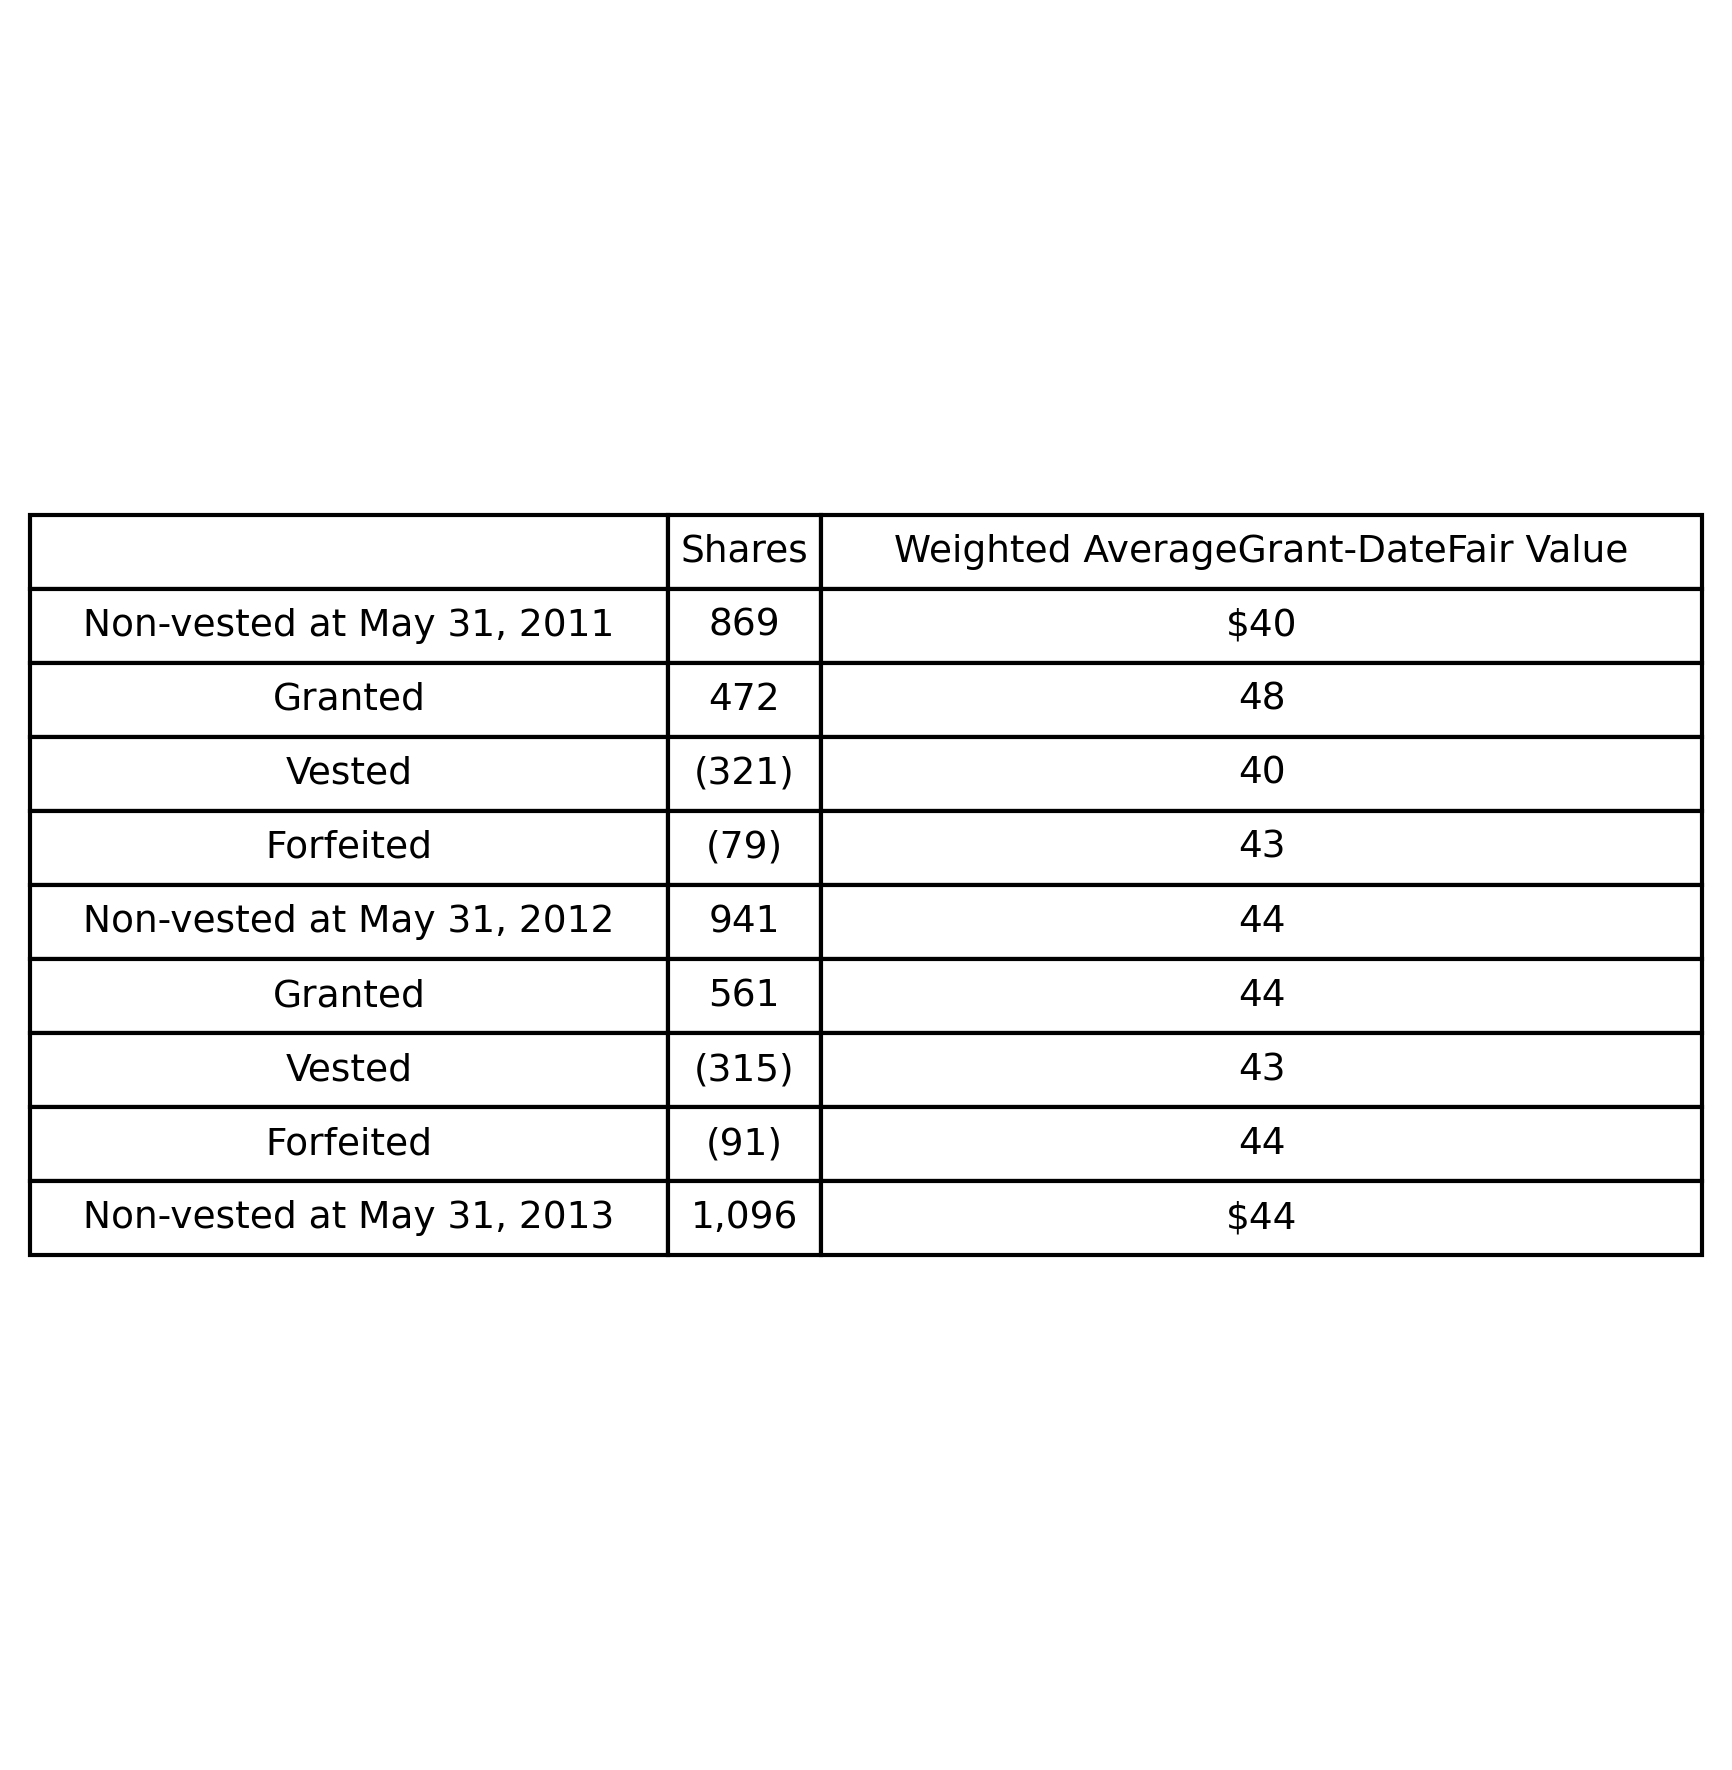 Shares Weighted AverageGrant-DateFair Value
Non-vested at May 31, 2011 869 $40
Granted 472 48
Vested (321) 40
Forfeited (79) 43
Non-vested at May 31, 2012 941 44
Granted 561 44
Vested (315) 43
Forfeited (91) 44
Non-vested at May 31, 2013 1,096 $44